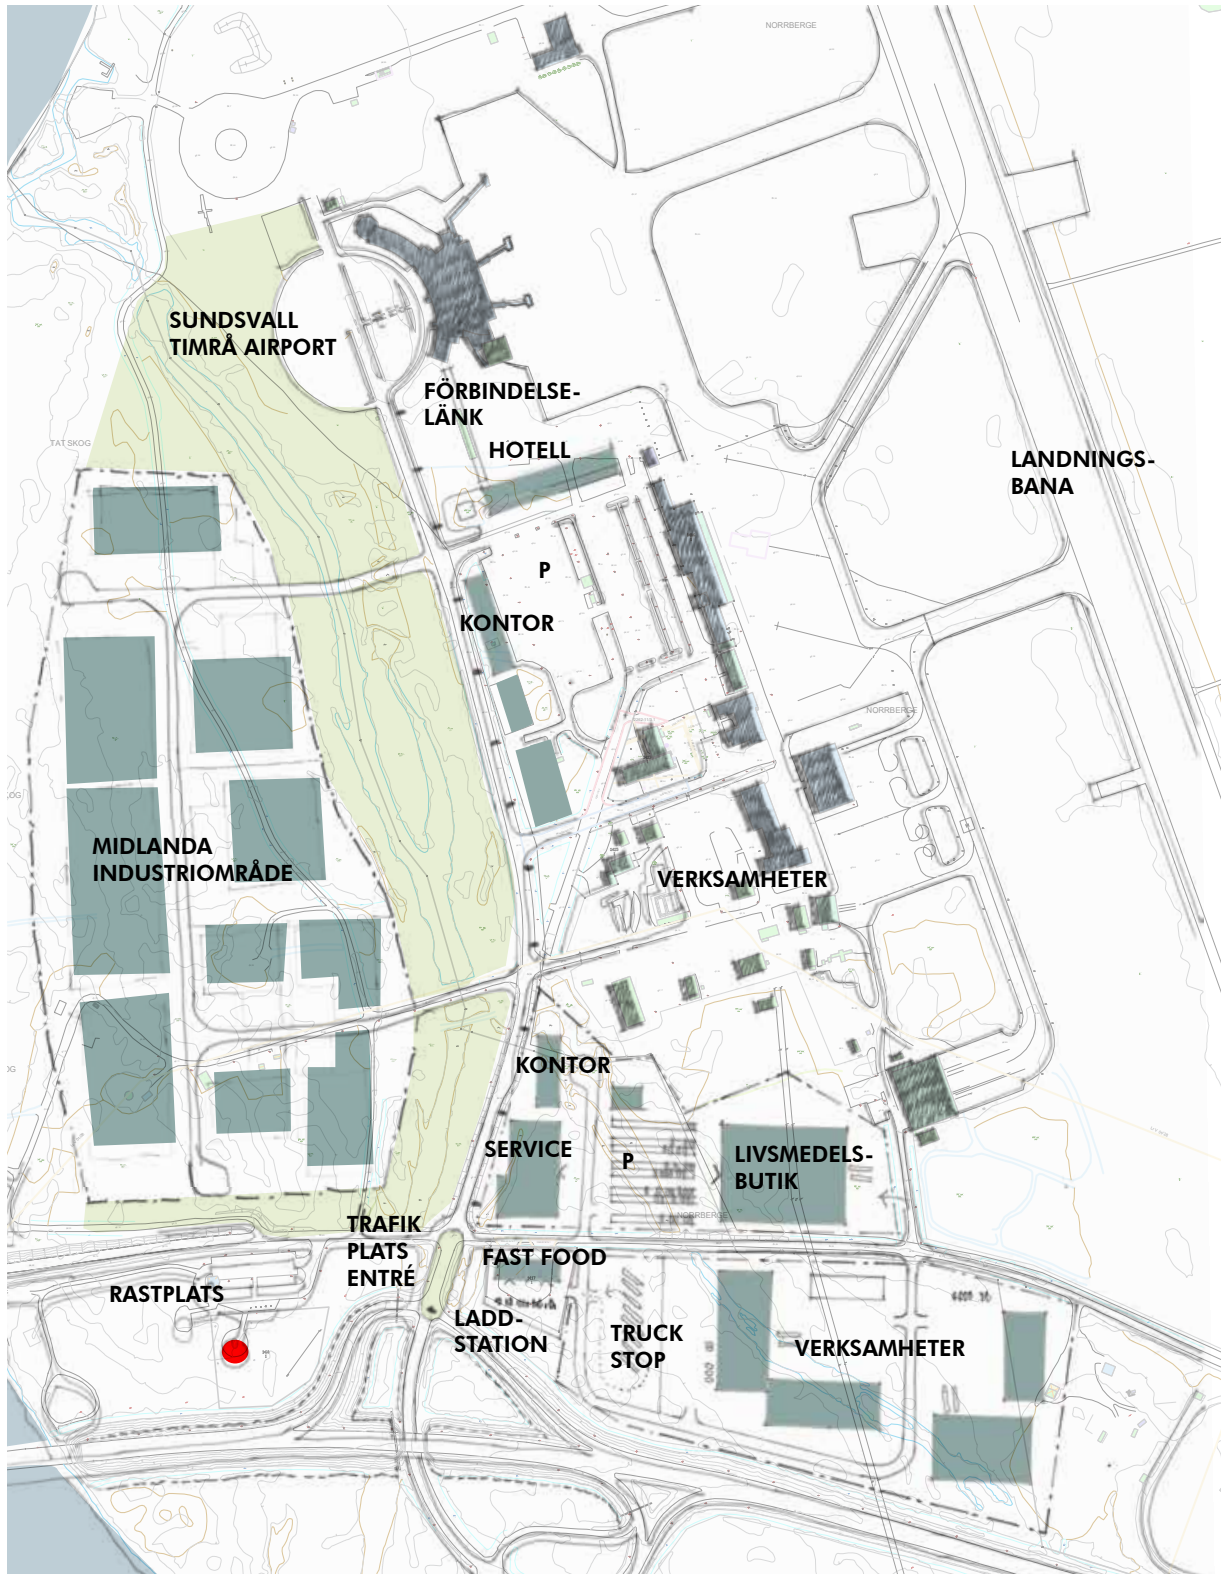 NORRBERGE
SUNDSVALL
TIMRÅ AIRPORT
FÖRBINDELSE-
LÄNK
HOTELL
TÄT SKOG
LANDNINGS-
BANA
P
KONTOR
NORRBERGE
MIDLANDA
INDUSTRIOMRÅDE
VERKSAMHETER
KONTOR
SERVICE
P
LIVSMEDELS-
BUTIK
NORRBERGE
TRAFIK
PLATS
ENTRÉ
FAST FOOD
RASTPLATS
LADD-
STATION
TRUCK
STOP
VERKSAMHETER